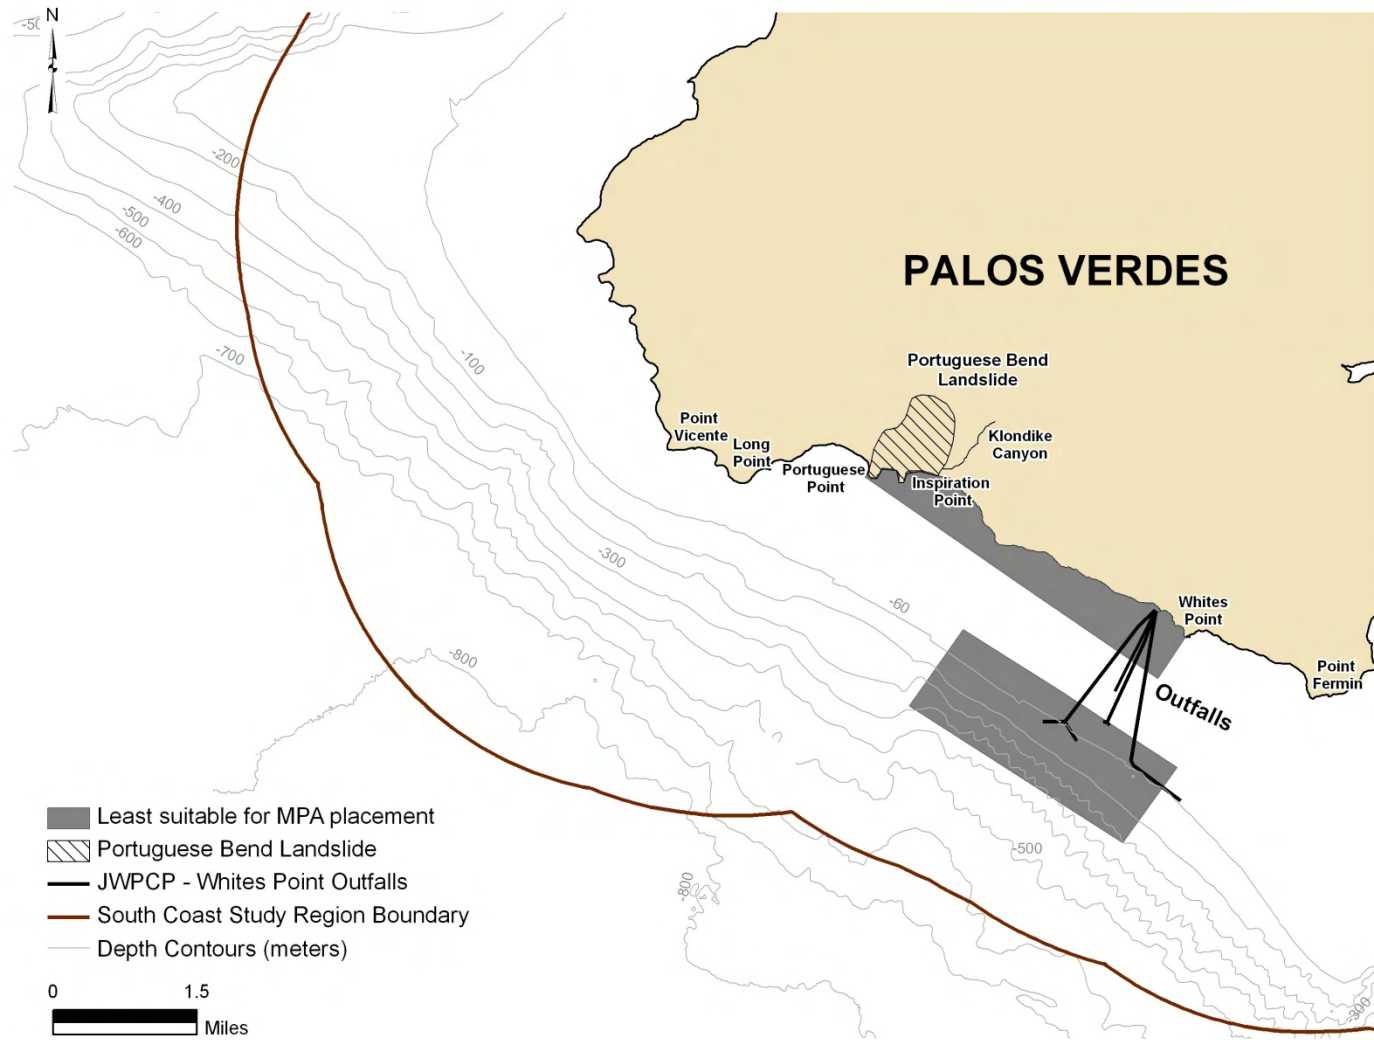 -50
N
-200
-400
-500
-600
-700
-100
PALOS VERDES
Portuguese Bend
Landslide
Point
Vicente
Long
Point
Klondike
Canyon
Portuguese
Point
Inspiration
Point
-300
-60
Whites
Point
-800
Point
Fermin
Outfalls
-500
-800
-300
Least suitable for MPA placement
Portuguese Bend Landslide
JWPCP - Whites Point Outfalls
South Coast Study Region Boundary
Depth Contours (meters)
0 1.5
Miles